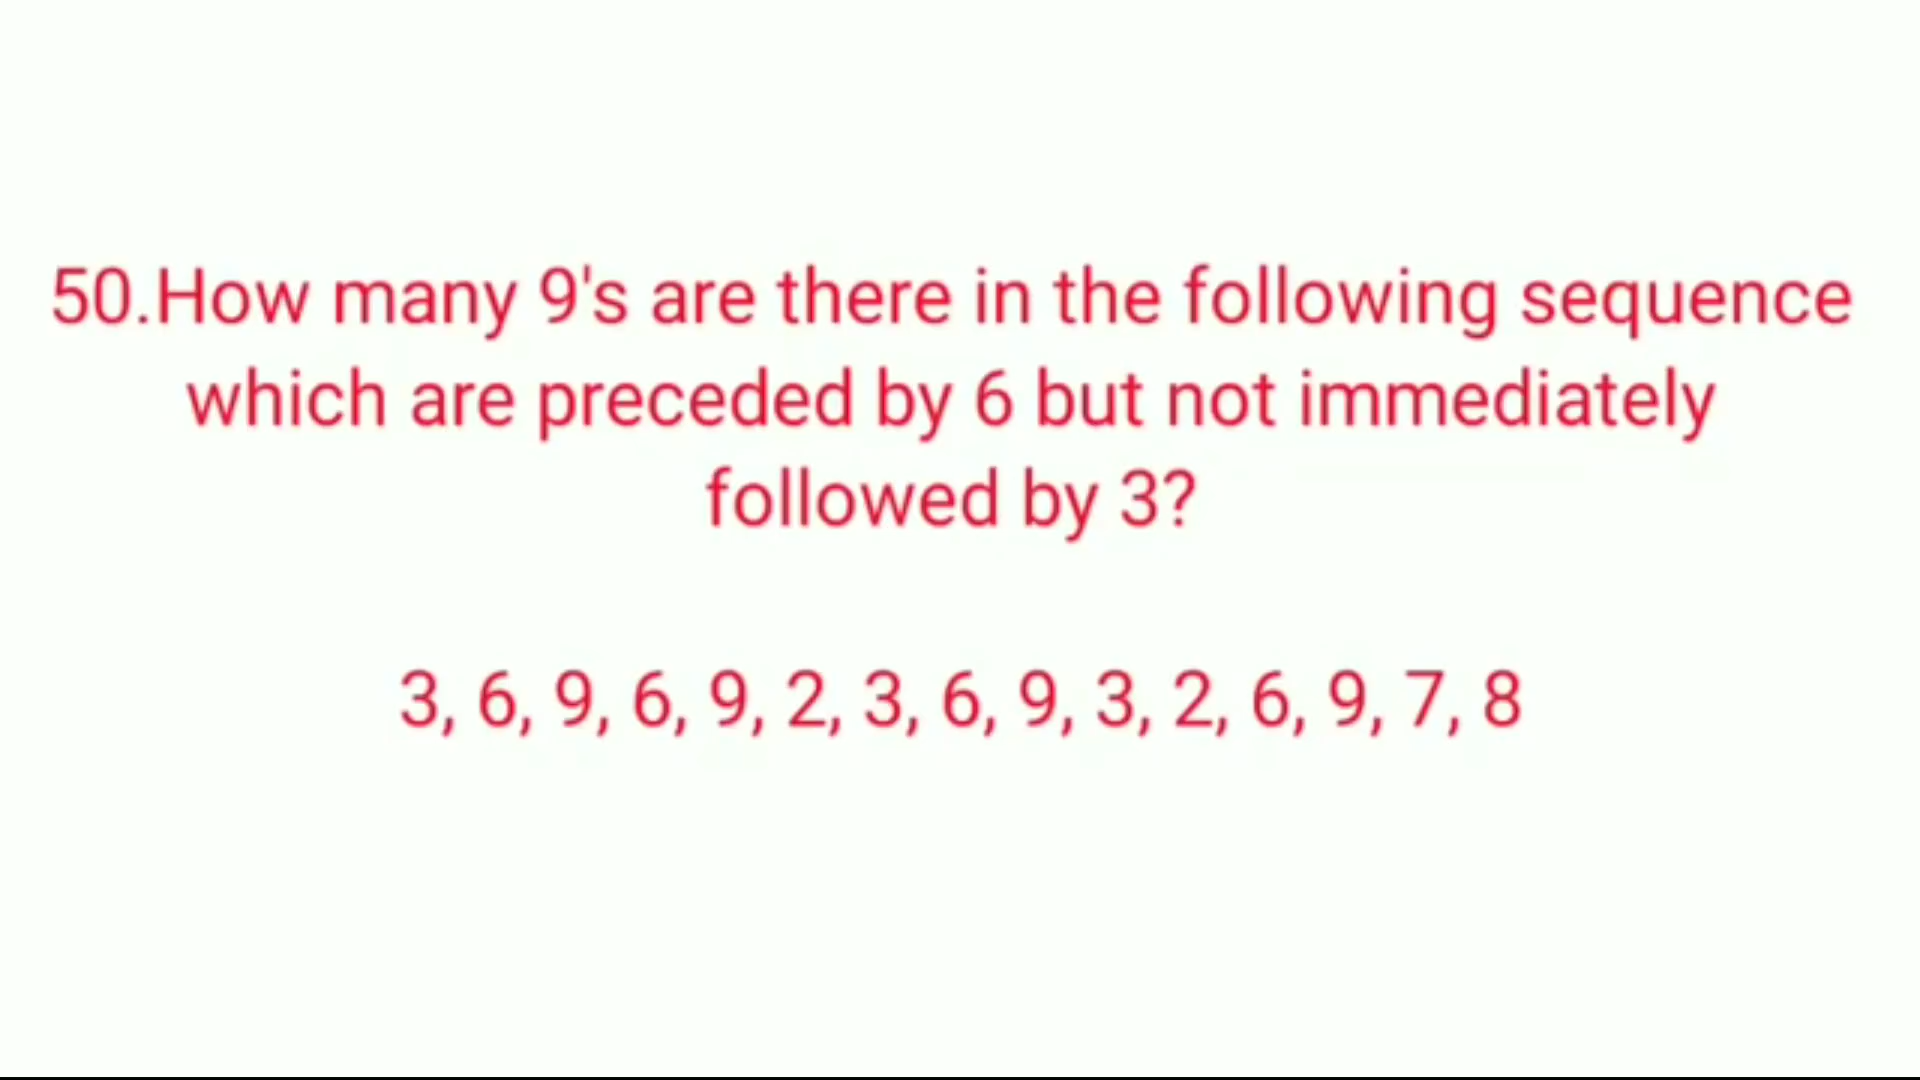 50.How many 9's are there in the following sequence
which are preceded by 6 but not immediately
followed by 3?
3, 6, 9, 6, 9, 2, 3, 6, 9, 3, 2, 6, 9, 7, 8